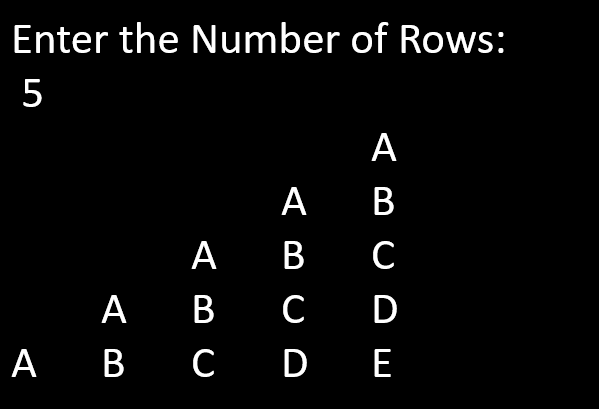 Enter the Number of Rows:
5
A
A B
A B C
A B C D
A B C D E